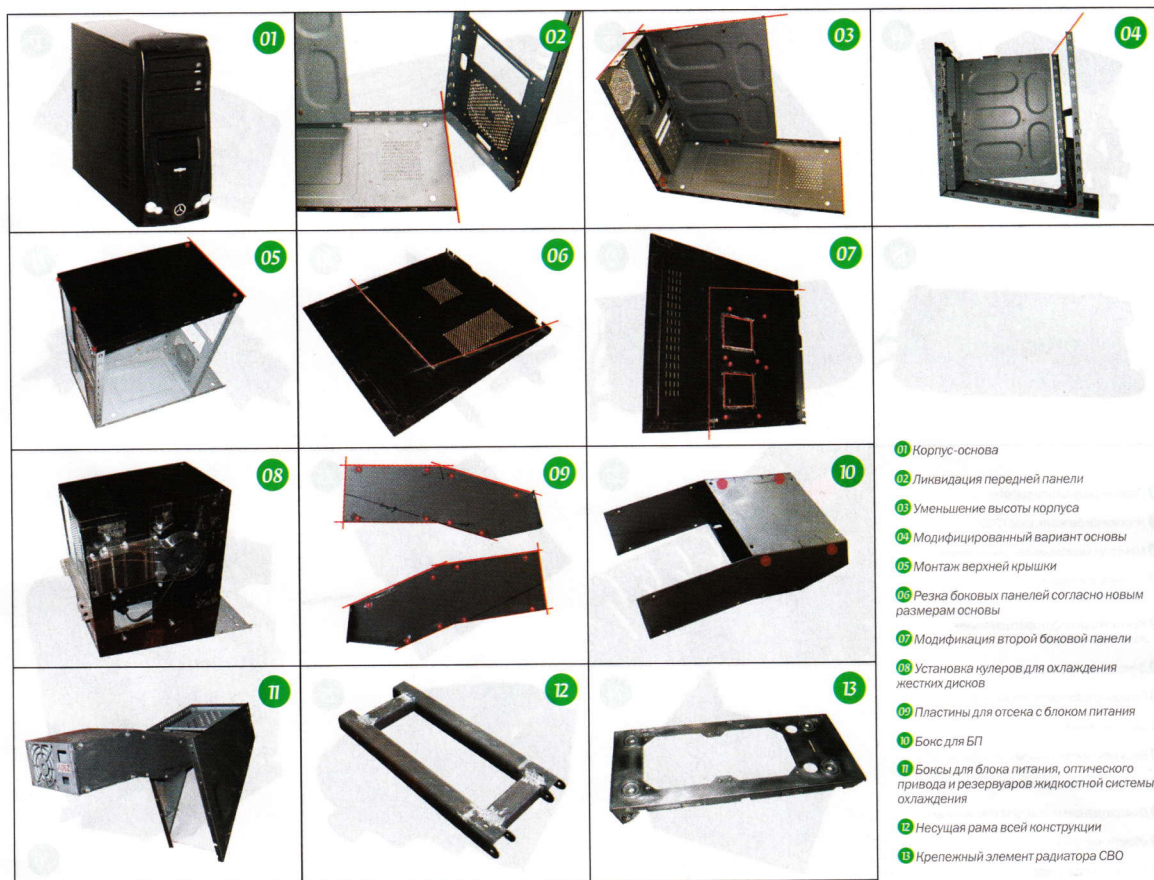 01
02
03
04
05
06
07
08
09
10
11
12
13
01 Корпус-основа
02 Ликвидация передней панели
03 Уменьшение высоты корпуса
04 Модифицированный вариант основы
05 Монтаж верхней крышки
06 Резка боковых панелей согласно новым
размерам основы
07 Модификация второй боковой панели
08 Установка кулеров для охлаждения
жестких дисков
09 Пластины для отсека с блоком питания
10 Бокс для БП
11 Боксы для блока питания, оптического
привода и резервуаров жидкостной системы
охлаждения
12 Несущая рама всей конструкции
13 Крепежный элемент радиатора СВО